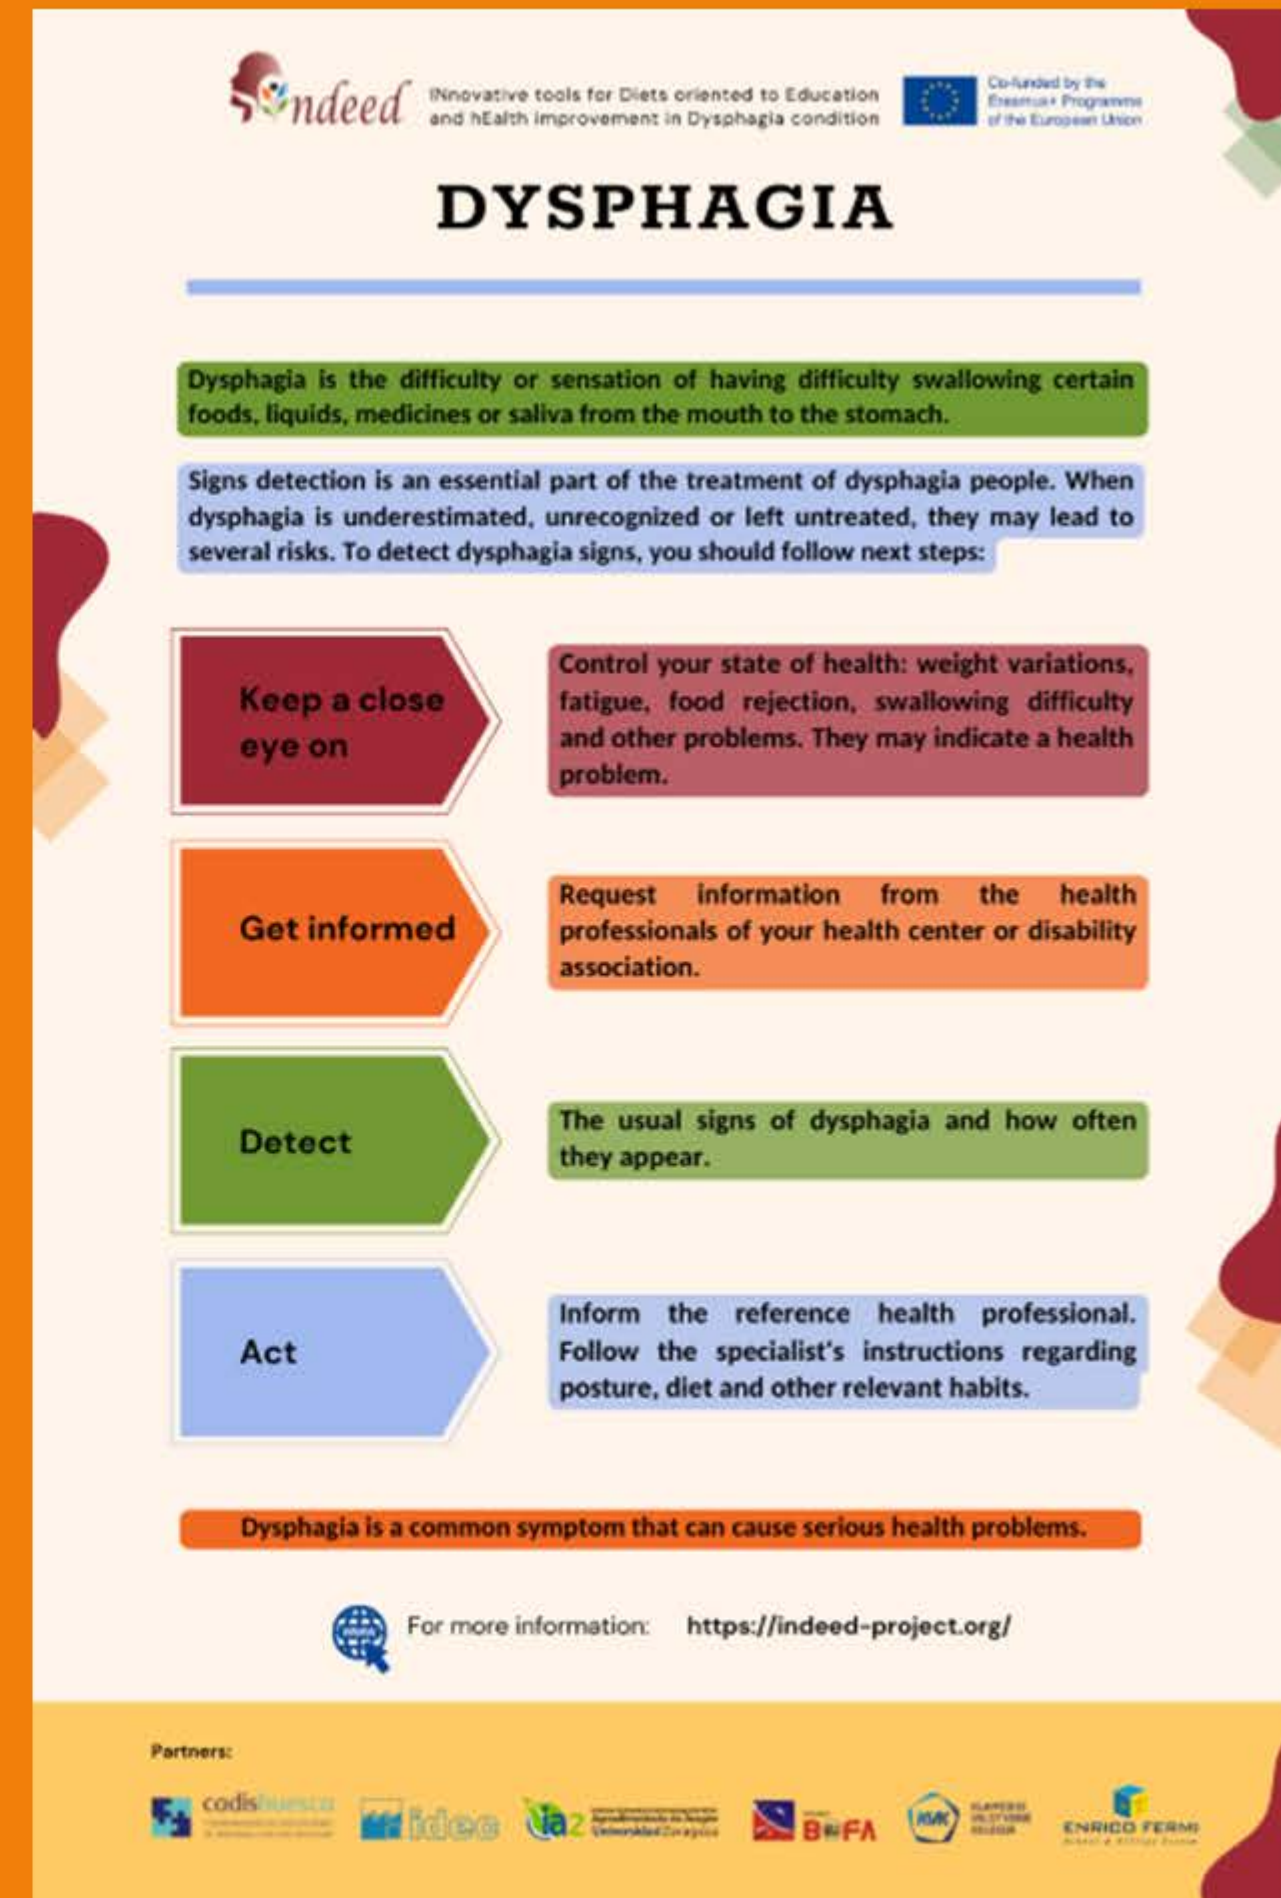 indeed
INnovative tools for Diets oriented to Education
and hEalth improvement in Dysphagia condition
Co-funded by the
Erasmus+ Programme
of the European Union
DYSPHAGIA
Dysphagia is the difficulty or sensation of having difficulty swallowing certain
foods, liquids, medicines or saliva from the mouth to the stomach.
Signs detection is an essential part of the treatment of dysphagia people. When
dysphagia is underestimated, unrecognized or left untreated, they may lead to
several risks. To detect dysphagia signs, you should follow next steps:
Keep a close
eye on
Control your state of health: weight variations,
fatigue, food rejection, swallowing difficulty
and other problems. They may indicate a health
problem.
Get informed
Request information from the health
professionals of your health center or disability
association.
Detect
The usual signs of dysphagia and how often
they appear.
Act
Inform the reference health professional.
Follow the specialist's instructions regarding
posture, diet and other relevant habits.
Dysphagia is a common symptom that can cause serious health problems.
For more information: https://indeed-project.org/
Partners:
codishuesca
idec
ia2
Universidad Zaragoza
BFA
KVK
ENRICO FERMI